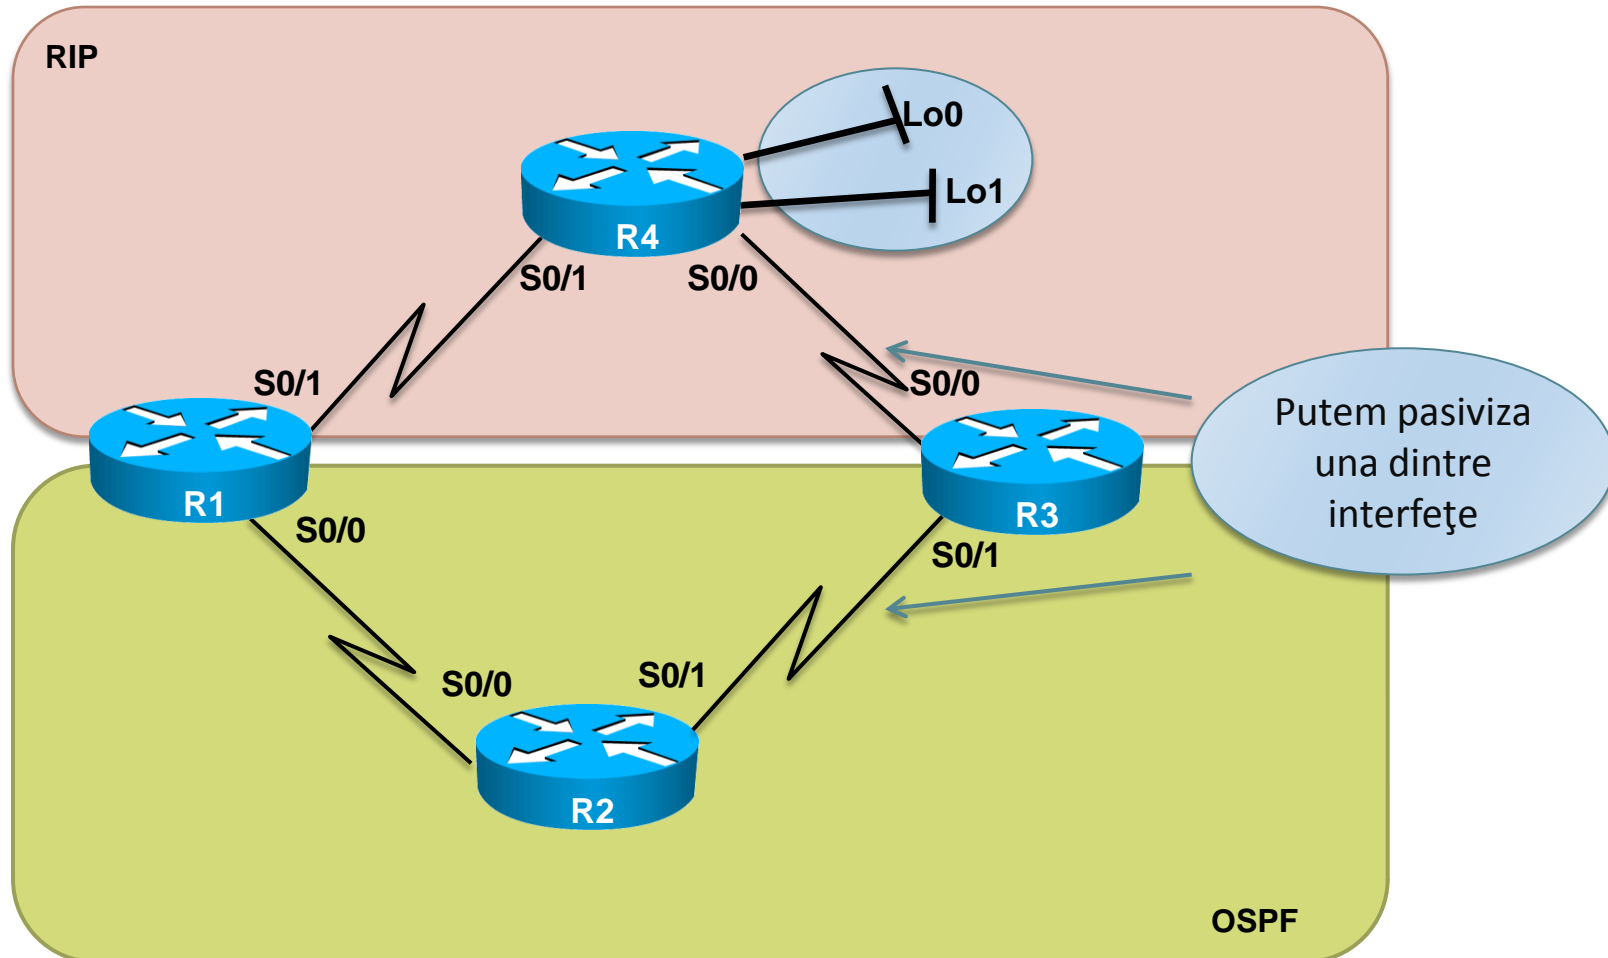 RIP
Lo0
Lo1
R4
S0/1
S0/0
S0/1
S0/0
R1
R3
Putem pasiviza
una dintre
interfeţe
S0/0
S0/1
S0/0
S0/1
R2
OSPF